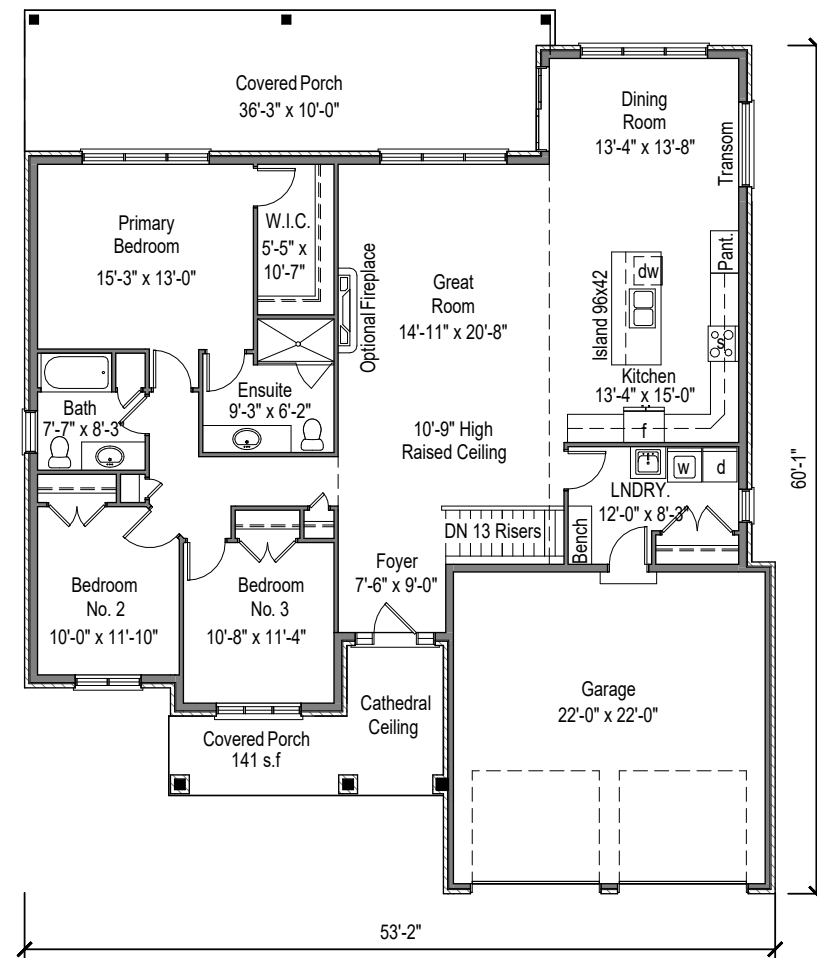 Covered Porch
36'-3" x 10'-0"
Dining
Room
13'-4" x 13'-8"
Transom
Primary
Bedroom
15'-3" x 13'-0"
W.I.C.
5'-5" x
10'-7"
Optional Fireplace
Great
Room
14'-11" x 20'-8"
Island 96x42
dw
Pant.
s
Kitchen
13'-4" x 15'-0"
f
Ensuite
9'-3" x 6'-2"
Bath
7'-7" x 8'-3"
10'-9" High
Raised Ceiling
w
d
LNDRY.
12'-0" x 8'-3"
Bench
DN 13 Risers
60'-1"
Foyer
7'-6" x 9'-0"
Bedroom
No. 2
10'-0" x 11'-10"
Bedroom
No. 3
10'-8" x 11'-4"
Garage
22'-0" x 22'-0"
Cathedral
Ceiling
Covered Porch
141 s.f
53'-2"